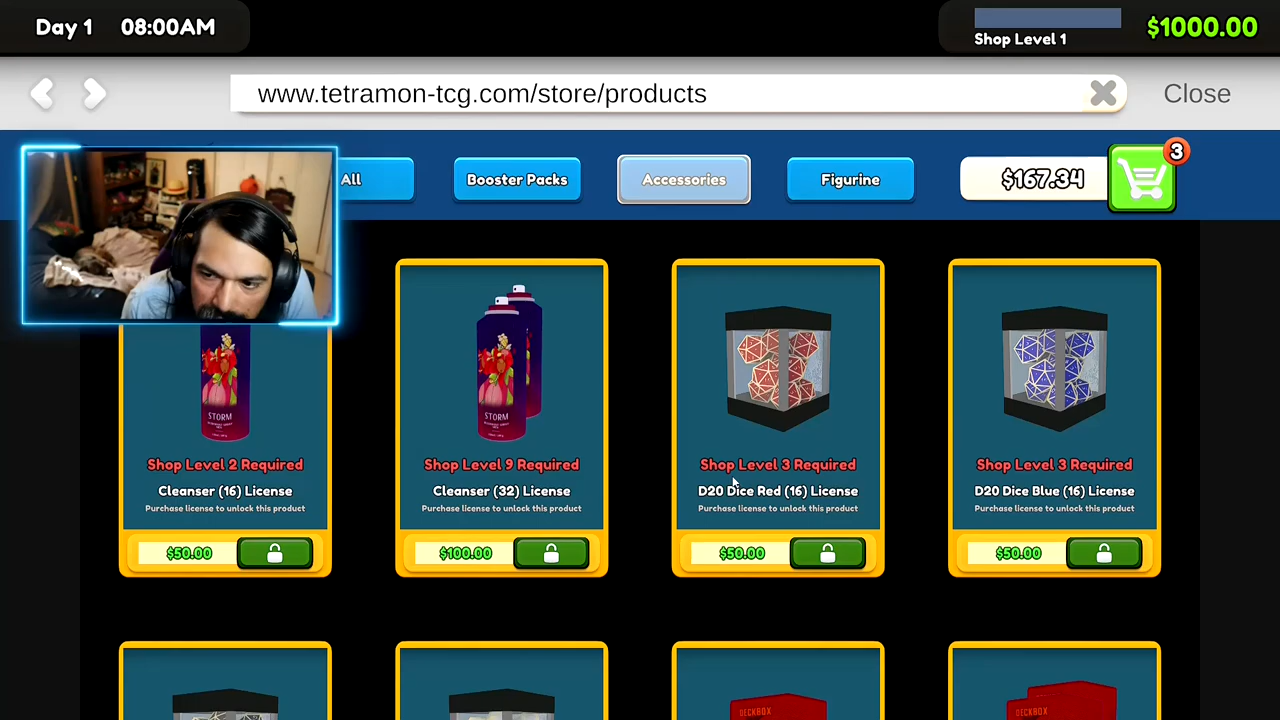 Day 1 08:00AM
Shop Level 1
$1000.00
www.tetramon-tcg.com/store/products
Close
All
Booster Packs
Accessories
Figurine
$167.34
3
STORM
Shop Level 2 Required
Cleanser (16) License
Purchase license to unlock this product
$50.00
STORM
Shop Level 9 Required
Cleanser (32) License
Purchase license to unlock this product
$100.00
Shop Level 3 Required
D20 Dice Red (16) License
Purchase license to unlock this product
$50.00
Shop Level 3 Required
D20 Dice Blue (16) License
Purchase license to unlock this product
$50.00
DECKBOX
DECKBOX